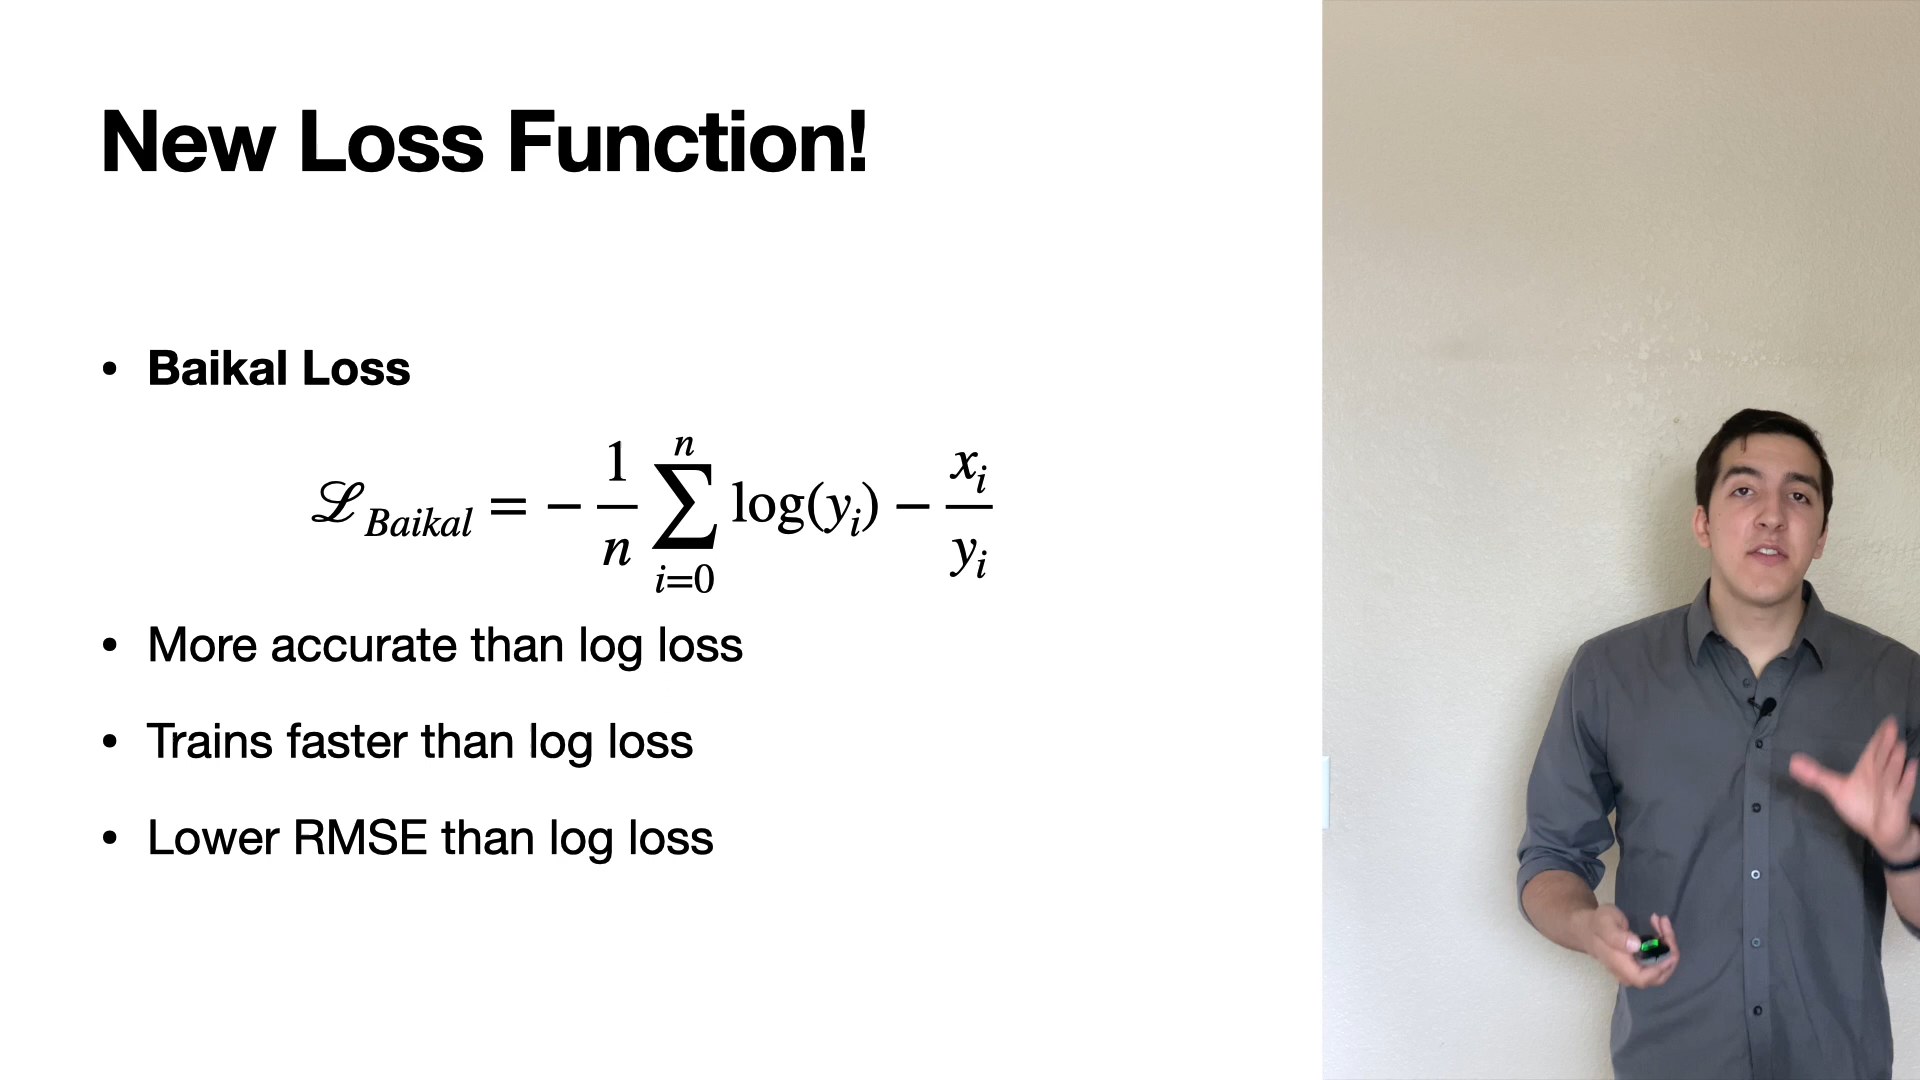 New Loss Function!
• Baikal Loss
ℒ_Baikal = − 1/n ∑_{i=0}^{n} log(y_i) − x_i/y_i
• More accurate than log loss
• Trains faster than log loss
• Lower RMSE than log loss